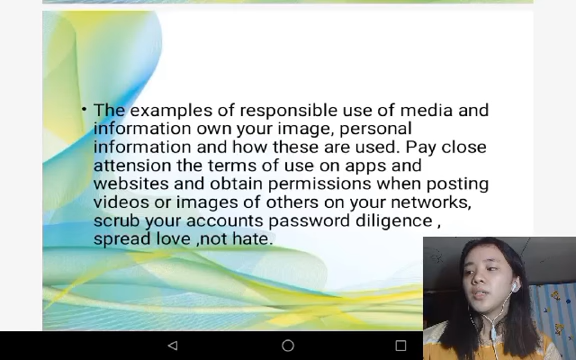 • The examples of responsible use of media and
information own your image, personal
information and how these are used. Pay close
attension the terms of use on apps and
websites and obtain permissions when posting
videos or images of others on your networks,
scrub your accounts password diligence ,
spread love ,not hate.